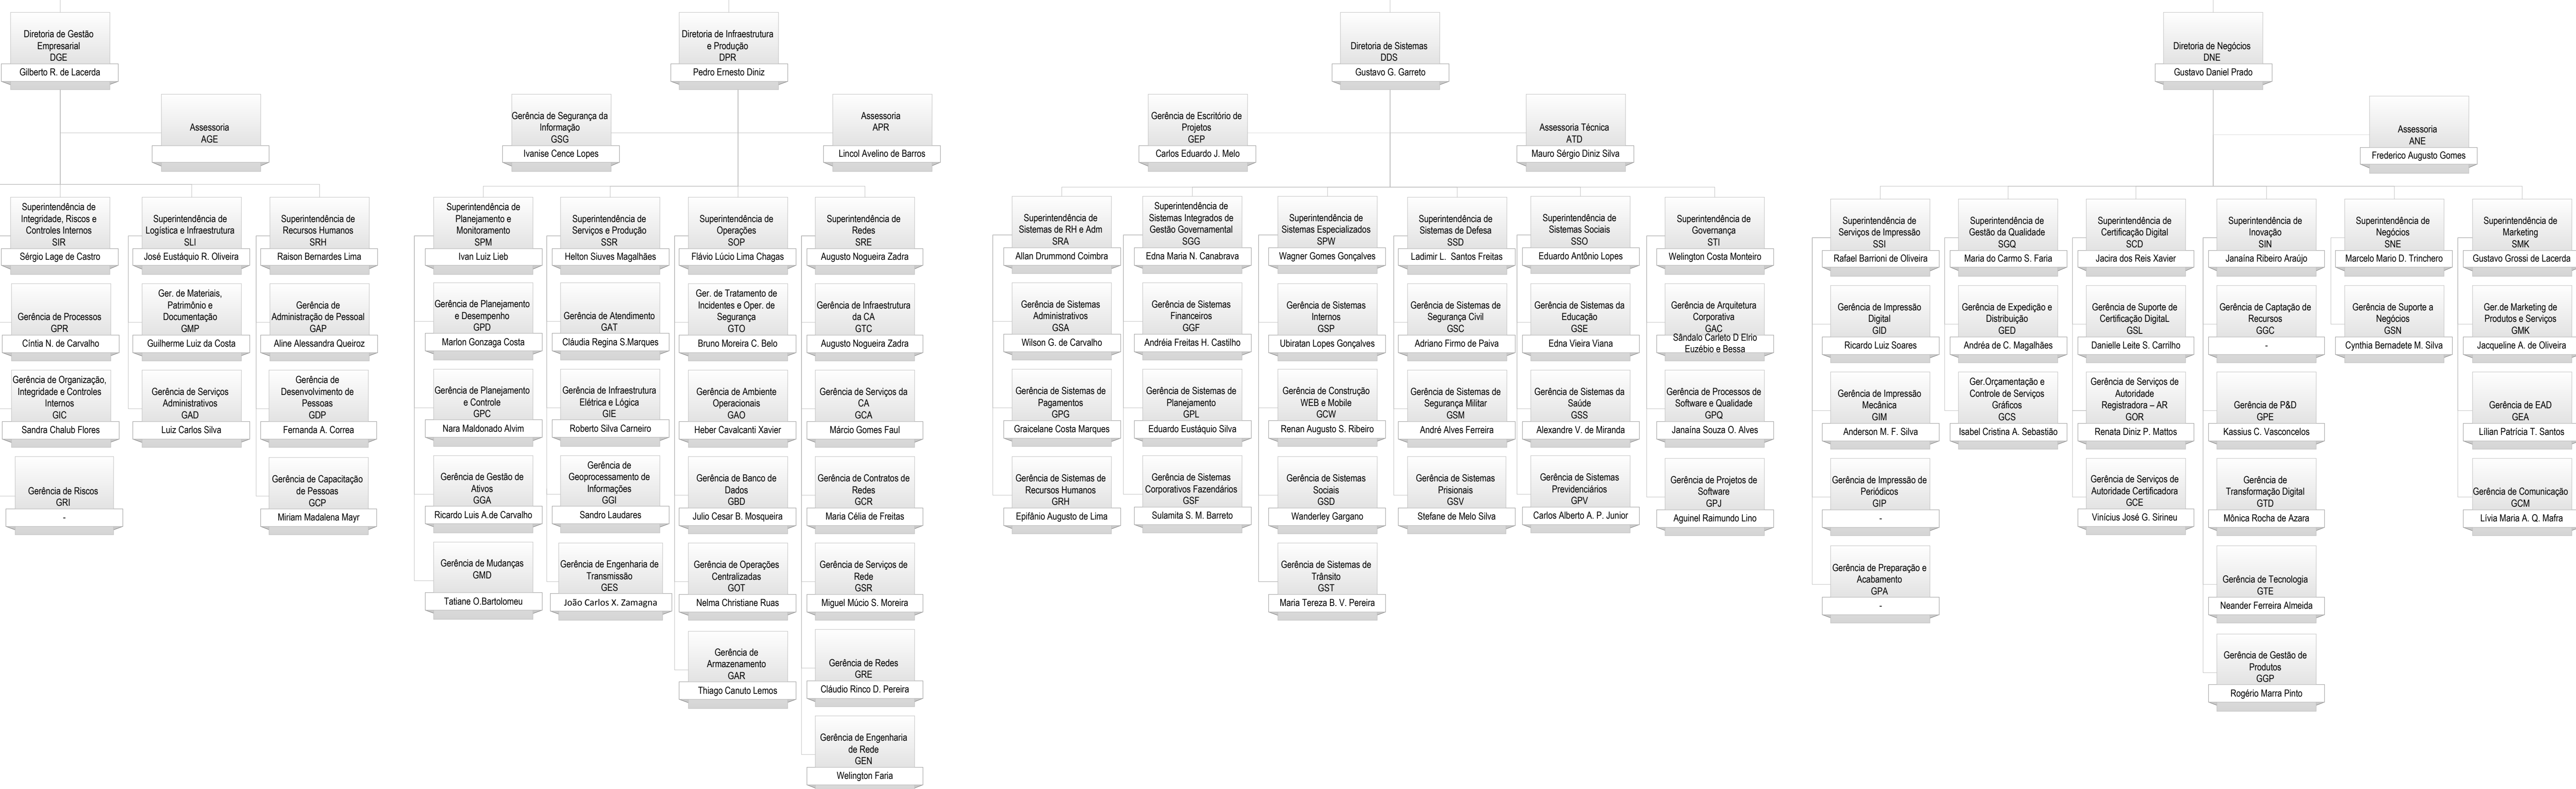 Diretoria de Gestão
Empresarial
DGE
Gilberto R. de Lacerda
Assessoria
AGE
Superintendência de
Integridade, Riscos e
Controles Internos
SIR
Sérgio Lage de Castro
Gerência de Processos
GPR
Cíntia N. de Carvalho
Gerência de Organização,
Integridade e Controles
Internos
GIC
Sandra Chalub Flores
Gerência de Riscos
GRI
-
Superintendência de
Logística e Infraestrutura
SLI
José Eustáquio R. Oliveira
Ger. de Materiais,
Patrimônio e
Documentação
GMP
Guilherme Luiz da Costa
Gerência de Serviços
Administrativos
GAD
Luiz Carlos Silva
Superintendência de
Recursos Humanos
SRH
Raison Bernardes Lima
Gerência de
Administração de Pessoal
GAP
Aline Alessandra Queiroz
Gerência de
Desenvolvimento de
Pessoas
GDP
Fernanda A. Correa
Gerência de Capacitação
de Pessoas
GCP
Miriam Madalena Mayr
Diretoria de Infraestrutura
e Produção
DPR
Pedro Ernesto Diniz
Gerência de Segurança da
Informação
GSG
Ivanise Cence Lopes
Assessoria
APR
Lincol Avelino de Barros
Superintendência de
Planejamento e
Monitoramento
SPM
Ivan Luiz Lieb
Gerência de Planejamento
e Desempenho
GPD
Marlon Gonzaga Costa
Gerência de Planejamento
e Controle
GPC
Nara Maldonado Alvim
Gerência de Gestão de
Ativos
GGA
Ricardo Luis A.de Carvalho
Gerência de Mudanças
GMD
Tatiane O.Bartolomeu
Superintendência de
Serviços e Produção
SSR
Helton Siuves Magalhães
Gerência de Atendimento
GAT
Cláudia Regina S.Marques
Gerência de Infraestrutura
Elétrica e Lógica
GIE
Roberto Silva Carneiro
Gerência de
Geoprocessamento de
Informações
GGI
Sandro Laudares
Gerência de Engenharia de
Transmissão
GES
João Carlos X. Zamagna
Superintendência de
Operações
SOP
Flávio Lúcio Lima Chagas
Ger. de Tratamento de
Incidentes e Oper. de
Segurança
GTO
Bruno Moreira C. Belo
Gerência de Ambiente
Operacionais
GAO
Heber Cavalcanti Xavier
Gerência de Banco de
Dados
GBD
Julio Cesar B. Mosqueira
Gerência de Operações
Centralizadas
GOT
Nelma Christiane Ruas
Gerência de
Armazenamento
GAR
Thiago Canuto Lemos
Superintendência de
Redes
SRE
Augusto Nogueira Zadra
Gerência de Infraestrutura
da CA
GTC
Augusto Nogueira Zadra
Gerência de Serviços da
CA
GCA
Márcio Gomes Faul
Gerência de Contratos de
Redes
GCR
Maria Célia de Freitas
Gerência de Serviços de
Rede
GSR
Miguel Múcio S. Moreira
Gerência de Redes
GRE
Cláudio Rinco D. Pereira
Gerência de Engenharia
de Rede
GEN
Welington Faria
Diretoria de Sistemas
DDS
Gustavo G. Garreto
Gerência de Escritório de
Projetos
GEP
Carlos Eduardo J. Melo
Assessoria Técnica
ATD
Mauro Sérgio Diniz Silva
Superintendência de
Sistemas de RH e Adm
SRA
Allan Drummond Coimbra
Gerência de Sistemas
Administrativos
GSA
Wilson G. de Carvalho
Gerência de Sistemas de
Pagamentos
GPG
Graicelane Costa Marques
Gerência de Sistemas de
Recursos Humanos
GRH
Epifânio Augusto de Lima
Superintendência de
Sistemas Integrados de
Gestão Governamental
SGG
Edna Maria N. Canabrava
Gerência de Sistemas
Financeiros
GGF
Andréia Freitas H. Castilho
Gerência de Sistemas de
Planejamento
GPL
Eduardo Eustáquio Silva
Gerência de Sistemas
Corporativos Fazendários
GSF
Sulamita S. M. Barreto
Superintendência de
Sistemas Especializados
SPW
Wagner Gomes Gonçalves
Gerência de Sistemas
Internos
GSP
Ubiratan Lopes Gonçalves
Gerência de Construção
WEB e Mobile
GCW
Renan Augusto S. Ribeiro
Gerência de Sistemas
Sociais
GSD
Wanderley Gargano
Gerência de Sistemas de
Trânsito
GST
Maria Tereza B. V. Pereira
Superintendência de
Sistemas de Defesa
SSD
Ladimir L. Santos Freitas
Gerência de Sistemas de
Segurança Civil
GSC
Adriano Firmo de Paiva
Gerência de Sistemas de
Segurança Militar
GSM
André Alves Ferreira
Gerência de Sistemas
Prisionais
GSV
Stefane de Melo Silva
Superintendência de
Sistemas Sociais
SSO
Eduardo Antônio Lopes
Gerência de Sistemas da
Educação
GSE
Edna Vieira Viana
Gerência de Sistemas da
Saúde
GSS
Alexandre V. de Miranda
Gerência de Sistemas
Previdenciários
GPV
Carlos Alberto A. P. Junior
Superintendência de
Governança
STI
Welington Costa Monteiro
Gerência de Arquitetura
Corporativa
GAC
Sândalo Carleto D Elrio
Euzébio e Bessa
Gerência de Processos de
Software e Qualidade
GPQ
Janaína Souza O. Alves
Gerência de Projetos de
Software
GPJ
Aguinel Raimundo Lino
Diretoria de Negócios
DNE
Gustavo Daniel Prado
Assessoria
ANE
Frederico Augusto Gomes
Superintendência de
Serviços de Impressão
SSI
Rafael Barrioni de Oliveira
Gerência de Impressão
Digital
GID
Ricardo Luiz Soares
Gerência de Impressão
Mecânica
GIM
Anderson M. F. Silva
Gerência de Impressão de
Periódicos
GIP
-
Gerência de Preparação e
Acabamento
GPA
-
Superintendência de
Gestão da Qualidade
SGQ
Maria do Carmo S. Faria
Gerência de Expedição e
Distribuição
GED
Andréa de C. Magalhães
Ger.Orçamentação e
Controle de Serviços
Gráficos
GCS
Isabel Cristina A. Sebastião
Superintendência de
Certificação Digital
SCD
Jacira dos Reis Xavier
Gerência de Suporte de
Certificação DigitaL
GSL
Danielle Leite S. Carrilho
Gerência de Serviços de
Autoridade
Registradora – AR
GOR
Renata Diniz P. Mattos
Gerência de Serviços de
Autoridade Certificadora
GCE
Vinícius José G. Sirineu
Superintendência de
Inovação
SIN
Janaína Ribeiro Araújo
Gerência de Captação de
Recursos
GGC
-
Gerência de P&D
GPE
Kassius C. Vasconcelos
Gerência de
Transformação Digital
GTD
Mônica Rocha de Azara
Gerência de Tecnologia
GTE
Neander Ferreira Almeida
Gerência de Gestão de
Produtos
GGP
Rogério Marra Pinto
Superintendência de
Negócios
SNE
Marcelo Mario D. Trinchero
Gerência de Suporte a
Negócios
GSN
Cynthia Bernadete M. Silva
Superintendência de
Marketing
SMK
Gustavo Grossi de Lacerda
Ger.de Marketing de
Produtos e Serviços
GMK
Jacqueline A. de Oliveira
Gerência de EAD
GEA
Lílian Patrícia T. Santos
Gerência de Comunicação
GCM
Lívia Maria A. Q. Mafra